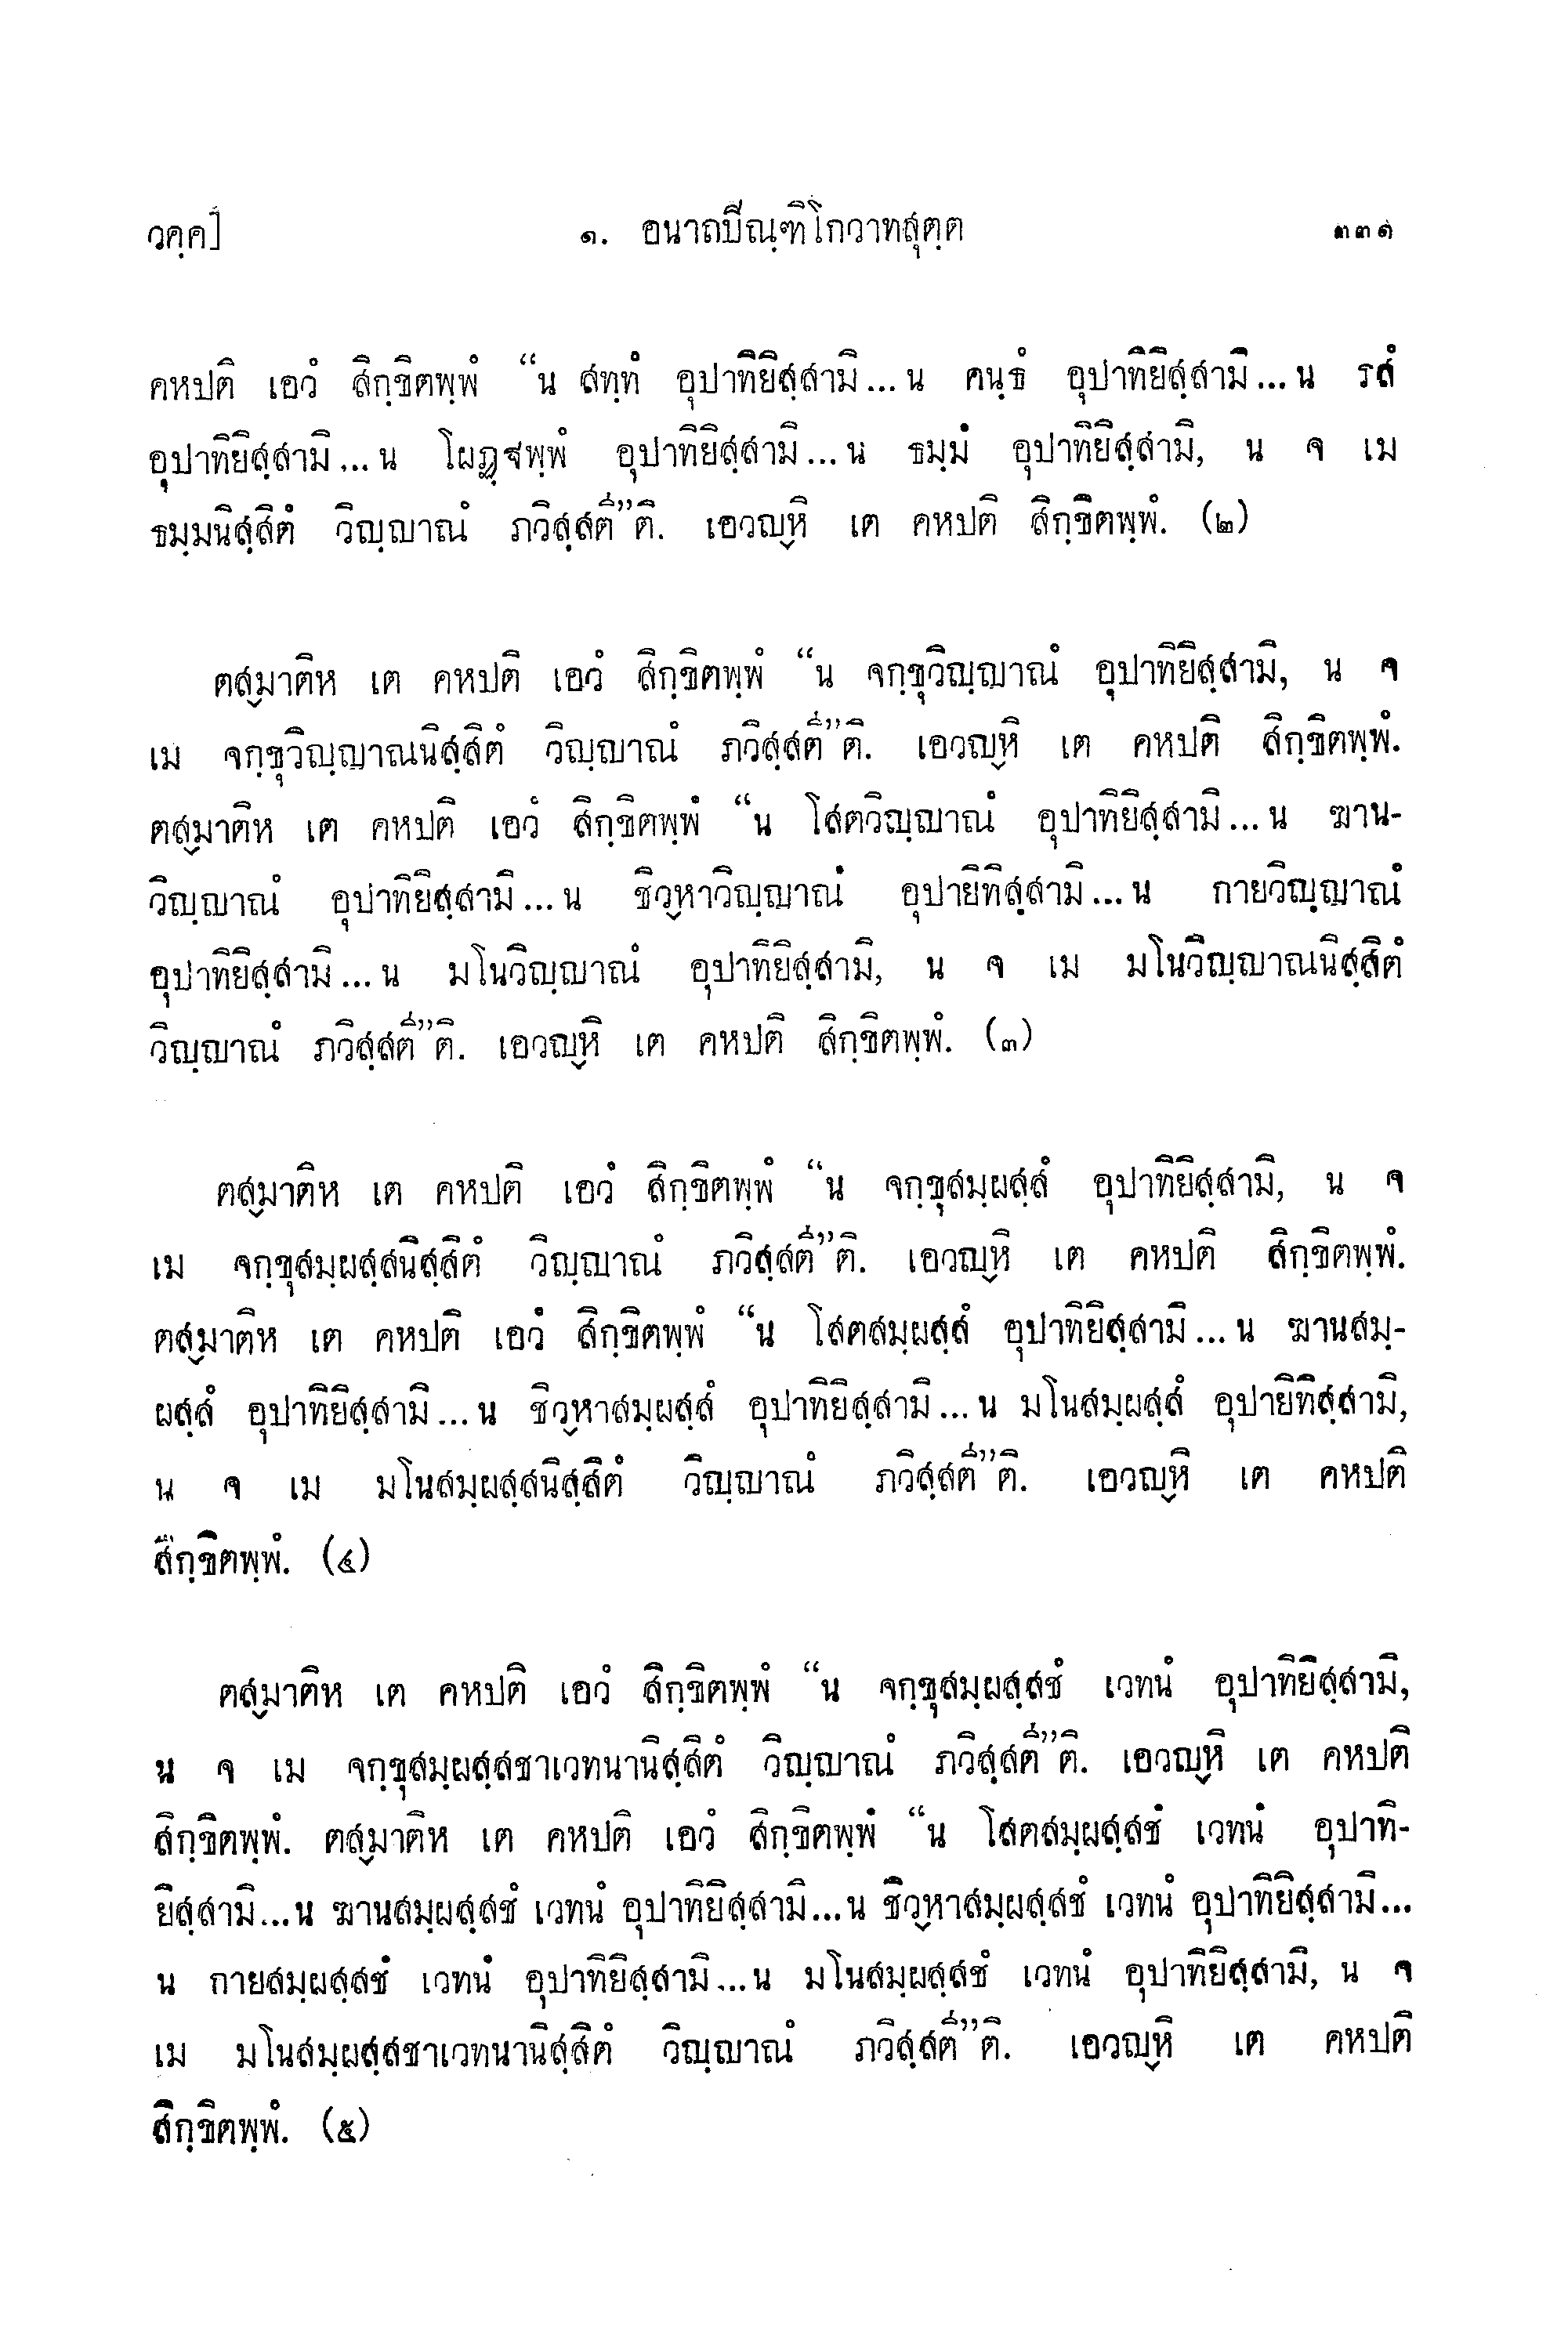 วคฺค]
๑. อนาถบีณฺฑิโกวาทสุตฺต
๓๓๑
คหปติ เอวํ สิกฺขิตพฺพํ “น สทฺทํ อุปาทิยิสฺสามิ...น คนฺธํ อุปาทิยิสฺสามิ...น รสํ
อุปาทิยิสฺสามิ...น โผฏฺฐพฺพํ อุปาทิยิสฺสามิ...น ธมฺมํ อุปาทิยิสฺสามิ, น จ เม
ธมฺมนิสฺสิตํ วิญฺญาณํ ภวิสฺสตี”ติ. เอวญฺหิ เต คหปติ สิกฺขิตพฺพํ. (๒)
ตสฺมาติห เต คหปติ เอวํ สิกฺขิตพฺพํ “น จกฺขุวิญฺญาณํ อุปาทิยิสฺสามิ, น จ
เม จกฺขุวิญฺญาณนิสฺสิตํ วิญฺญาณํ ภวิสฺสตี”ติ. เอวญฺหิ เต คหปติ สิกฺขิตพฺพํ.
ตสฺมาติห เต คหปติ เอวํ สิกฺขิตพฺพํ “น โสตวิญฺญาณํ อุปาทิยิสฺสามิ...น ฆาน-
วิญฺญาณํ อุปาทิยิสฺสามิ...น ชิวฺหาวิญฺญาณํ อุปายิทิสฺสามิ...น กายวิญฺญาณํ
อุปาทิยิสฺสามิ...น มโนวิญฺญาณํ อุปาทิยิสฺสามิ, น จ เม มโนวิญฺญาณนิสฺสิตํ
วิญฺญาณํ ภวิสฺสตี”ติ. เอวญฺหิ เต คหปติ สิกฺขิตพฺพํ. (๓)
ตสฺมาติห เต คหปติ เอวํ สิกฺขิตพฺพํ “น จกฺขุสมฺผสฺสํ อุปาทิยิสฺสามิ, น จ
เม จกฺขุสมฺผสฺสนิสฺสิตํ วิญฺญาณํ ภวิสฺสตี”ติ. เอวญฺหิ เต คหปติ สิกฺขิตพฺพํ.
ตสฺมาติห เต คหปติ เอวํ สิกฺขิตพฺพํ “น โสตสมฺผสฺสํ อุปาทิยิสฺสามิ...น ฆานสมฺ-
ผสฺสํ อุปาทิยิสฺสามิ...น ชิวฺหาสมฺผสฺสํ อุปาทิยิสฺสามิ...น มโนสมฺผสฺสํ อุปายิทิสฺสามิ,
น จ เม มโนสมฺผสฺสนิสฺสิตํ วิญฺญาณํ ภวิสฺสตี”ติ. เอวญฺหิ เต คหปติ
สิกฺขิตพฺพํ. (๔)
ตสฺมาติห เต คหปติ เอวํ สิกฺขิตพฺพํ “น จกฺขุสมฺผสฺสชํ เวทนํ อุปาทิยิสฺสามิ,
น จ เม จกฺขุสมฺผสฺสชาเวทนานิสฺสิตํ วิญฺญาณํ ภวิสฺสตี”ติ. เอวญฺหิ เต คหปติ
สิกฺขิตพฺพํ. ตสฺมาติห เต คหปติ เอวํ สิกฺขิตพฺพํ “น โสตสมฺผสฺสชํ เวทนํ อุปาทิ-
ยิสฺสามิ...น ฆานสมฺผสฺสชํ เวทนํ อุปาทิยิสฺสามิ...น ชิวฺหาสมฺผสฺสชํ เวทนํ อุปาทิยิสฺสามิ...
น กายสมฺผสฺสชํ เวทนํ อุปาทิยิสฺสามิ...น มโนสมฺผสฺสชํ เวทนํ อุปาทิยิสฺสามิ, น จ
เม มโนสมฺผสฺสชาเวทนานิสฺสิตํ วิญฺญาณํ ภวิสฺสตี”ติ. เอวญฺหิ เต คหปติ
สิกฺขิตพฺพํ. (๕)